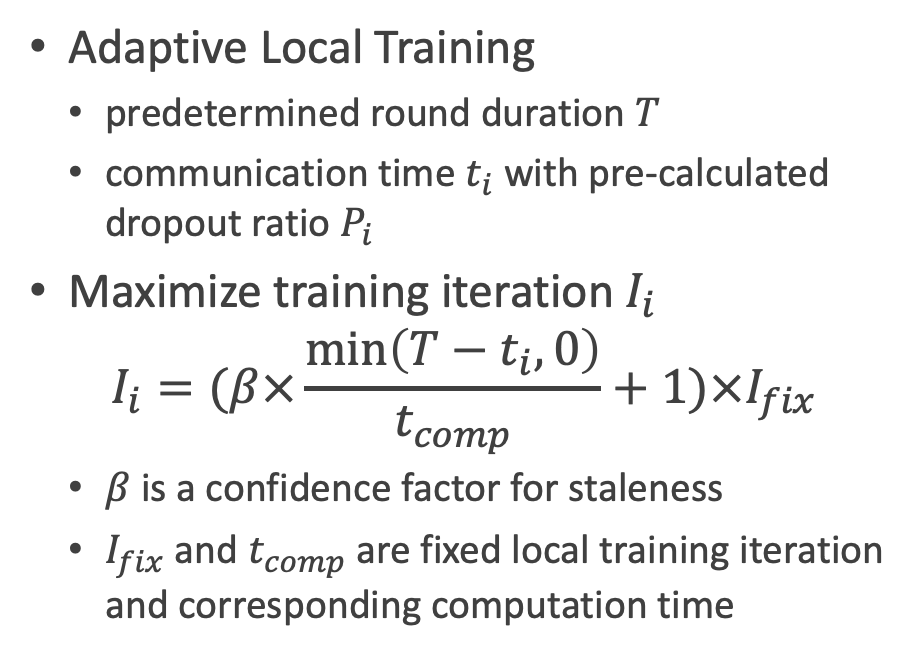 • Adaptive Local Training
• predetermined round duration T
• communication time tᵢ with pre-calculated
dropout ratio Pᵢ
• Maximize training iteration Iᵢ
Iᵢ = (β× min(T − tᵢ, 0) / t_comp + 1)×I_fix
• β is a confidence factor for staleness
• I_fix and t_comp are fixed local training iteration
and corresponding computation time